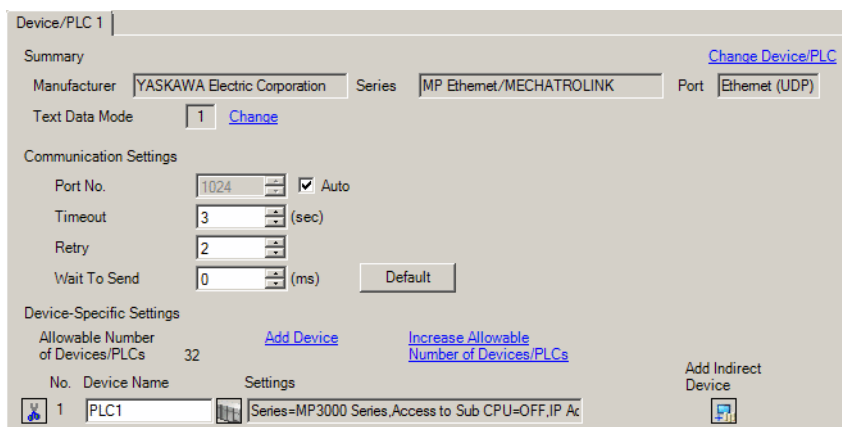 Device/PLC 1
Summary Change Device/PLC
Manufacturer YASKAWA Electric Corporation Series MP Ethernet/MECHATROLINK Port Ethernet (UDP)
Text Data Mode 1 Change
Communication Settings
Port No. 1024 Auto
Timeout 3 (sec)
Retry 2
Wait To Send 0 (ms) Default
Device-Specific Settings
Allowable Number Add Device Increase Allowable
of Devices/PLCs 32 Number of Devices/PLCs
Add Indirect
No. Device Name Settings Device
1 PLC1 Series=MP3000 Series,Access to Sub CPU=OFF,IP